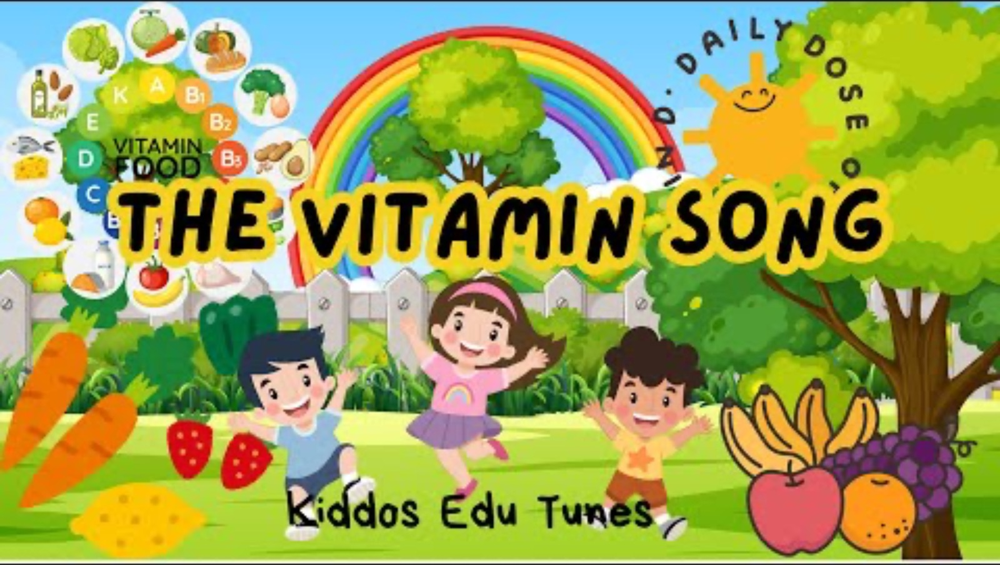 K A B1
E B2
VITAMIN
D FOOD B3
C
THE VITAMIN SONG
DAILY DOSE
Kiddos Edu Tunes